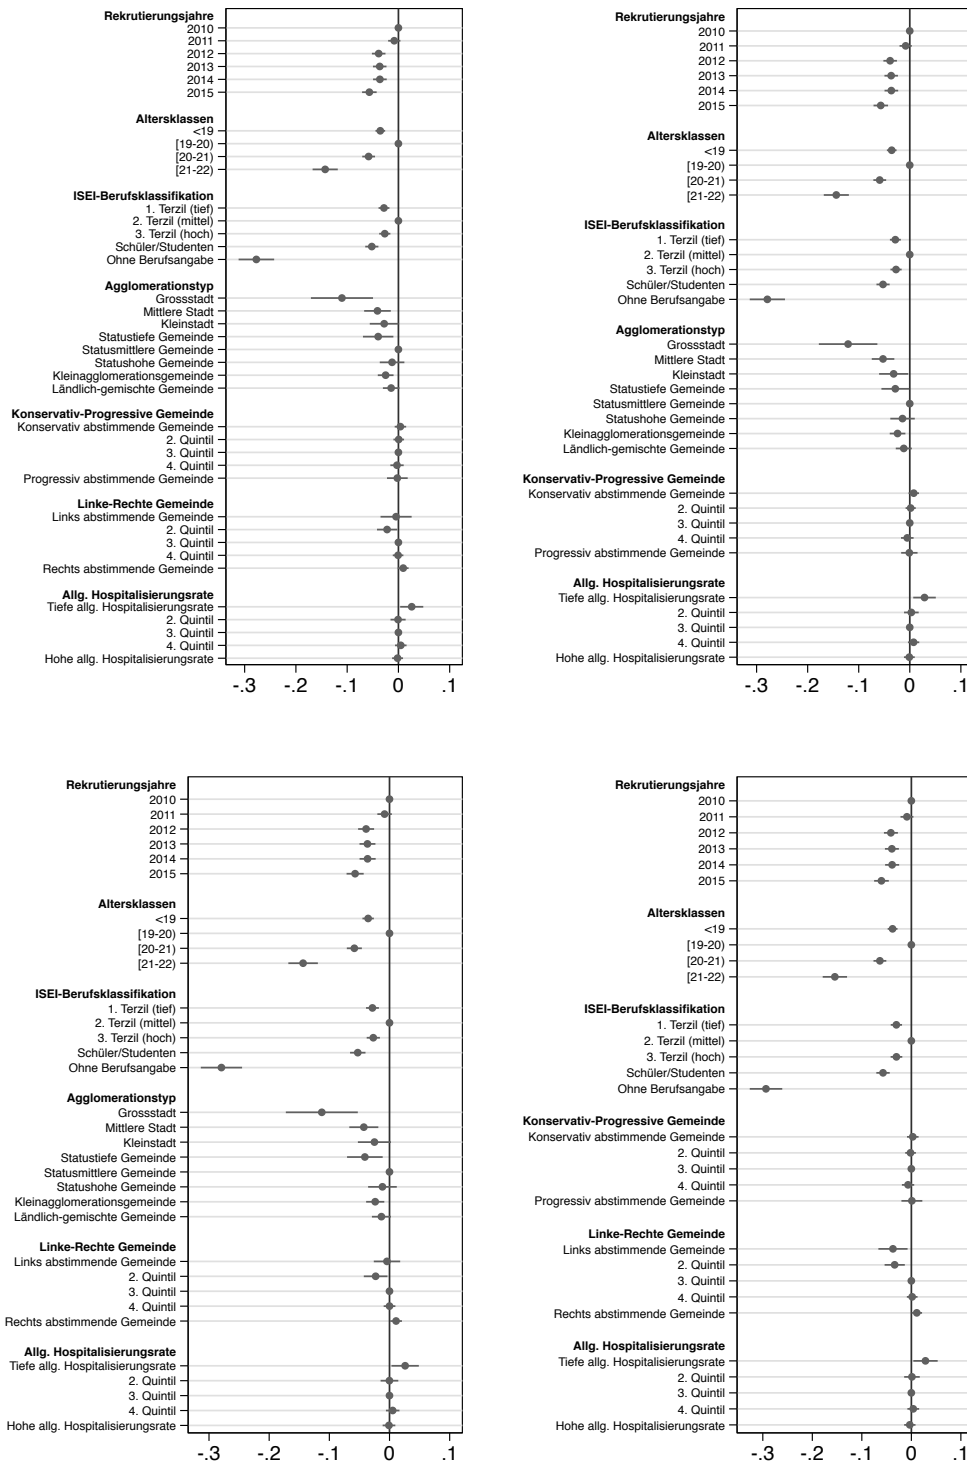 Rekrutierungsjahre
2010
2011
2012
2013
2014
2015
Altersklassen
<19
[19-20)
[20-21)
[21-22)
ISEI-Berufsklassifikation
1. Terzil (tief)
2. Terzil (mittel)
3. Terzil (hoch)
Schüler/Studenten
Ohne Berufsangabe
Agglomerationstyp
Grossstadt
Mittlere Stadt
Kleinstadt
Statustiefe Gemeinde
Statusmittlere Gemeinde
Statushohe Gemeinde
Kleinagglomerationsgemeinde
Ländlich-gemischte Gemeinde
Konservativ-Progressive Gemeinde
Konservativ abstimmende Gemeinde
2. Quintil
3. Quintil
4. Quintil
Progressiv abstimmende Gemeinde
Linke-Rechte Gemeinde
Links abstimmende Gemeinde
2. Quintil
3. Quintil
4. Quintil
Rechts abstimmende Gemeinde
Allg. Hospitalisierungsrate
Tiefe allg. Hospitalisierungsrate
2. Quintil
3. Quintil
4. Quintil
Hohe allg. Hospitalisierungsrate
-.3 -.2 -.1 0 .1
Rekrutierungsjahre
2010
2011
2012
2013
2014
2015
Altersklassen
<19
[19-20)
[20-21)
[21-22)
ISEI-Berufsklassifikation
1. Terzil (tief)
2. Terzil (mittel)
3. Terzil (hoch)
Schüler/Studenten
Ohne Berufsangabe
Agglomerationstyp
Grossstadt
Mittlere Stadt
Kleinstadt
Statustiefe Gemeinde
Statusmittlere Gemeinde
Statushohe Gemeinde
Kleinagglomerationsgemeinde
Ländlich-gemischte Gemeinde
Konservativ-Progressive Gemeinde
Konservativ abstimmende Gemeinde
2. Quintil
3. Quintil
4. Quintil
Progressiv abstimmende Gemeinde
Allg. Hospitalisierungsrate
Tiefe allg. Hospitalisierungsrate
2. Quintil
3. Quintil
4. Quintil
Hohe allg. Hospitalisierungsrate
-.3 -.2 -.1 0 .1
Rekrutierungsjahre
2010
2011
2012
2013
2014
2015
Altersklassen
<19
[19-20)
[20-21)
[21-22)
ISEI-Berufsklassifikation
1. Terzil (tief)
2. Terzil (mittel)
3. Terzil (hoch)
Schüler/Studenten
Ohne Berufsangabe
Agglomerationstyp
Grossstadt
Mittlere Stadt
Kleinstadt
Statustiefe Gemeinde
Statusmittlere Gemeinde
Statushohe Gemeinde
Kleinagglomerationsgemeinde
Ländlich-gemischte Gemeinde
Linke-Rechte Gemeinde
Links abstimmende Gemeinde
2. Quintil
3. Quintil
4. Quintil
Rechts abstimmende Gemeinde
Allg. Hospitalisierungsrate
Tiefe allg. Hospitalisierungsrate
2. Quintil
3. Quintil
4. Quintil
Hohe allg. Hospitalisierungsrate
-.3 -.2 -.1 0 .1
Rekrutierungsjahre
2010
2011
2012
2013
2014
2015
Altersklassen
<19
[19-20)
[20-21)
[21-22)
ISEI-Berufsklassifikation
1. Terzil (tief)
2. Terzil (mittel)
3. Terzil (hoch)
Schüler/Studenten
Ohne Berufsangabe
Konservativ-Progressive Gemeinde
Konservativ abstimmende Gemeinde
2. Quintil
3. Quintil
4. Quintil
Progressiv abstimmende Gemeinde
Linke-Rechte Gemeinde
Links abstimmende Gemeinde
2. Quintil
3. Quintil
4. Quintil
Rechts abstimmende Gemeinde
Allg. Hospitalisierungsrate
Tiefe allg. Hospitalisierungsrate
2. Quintil
3. Quintil
4. Quintil
Hohe allg. Hospitalisierungsrate
-.3 -.2 -.1 0 .1